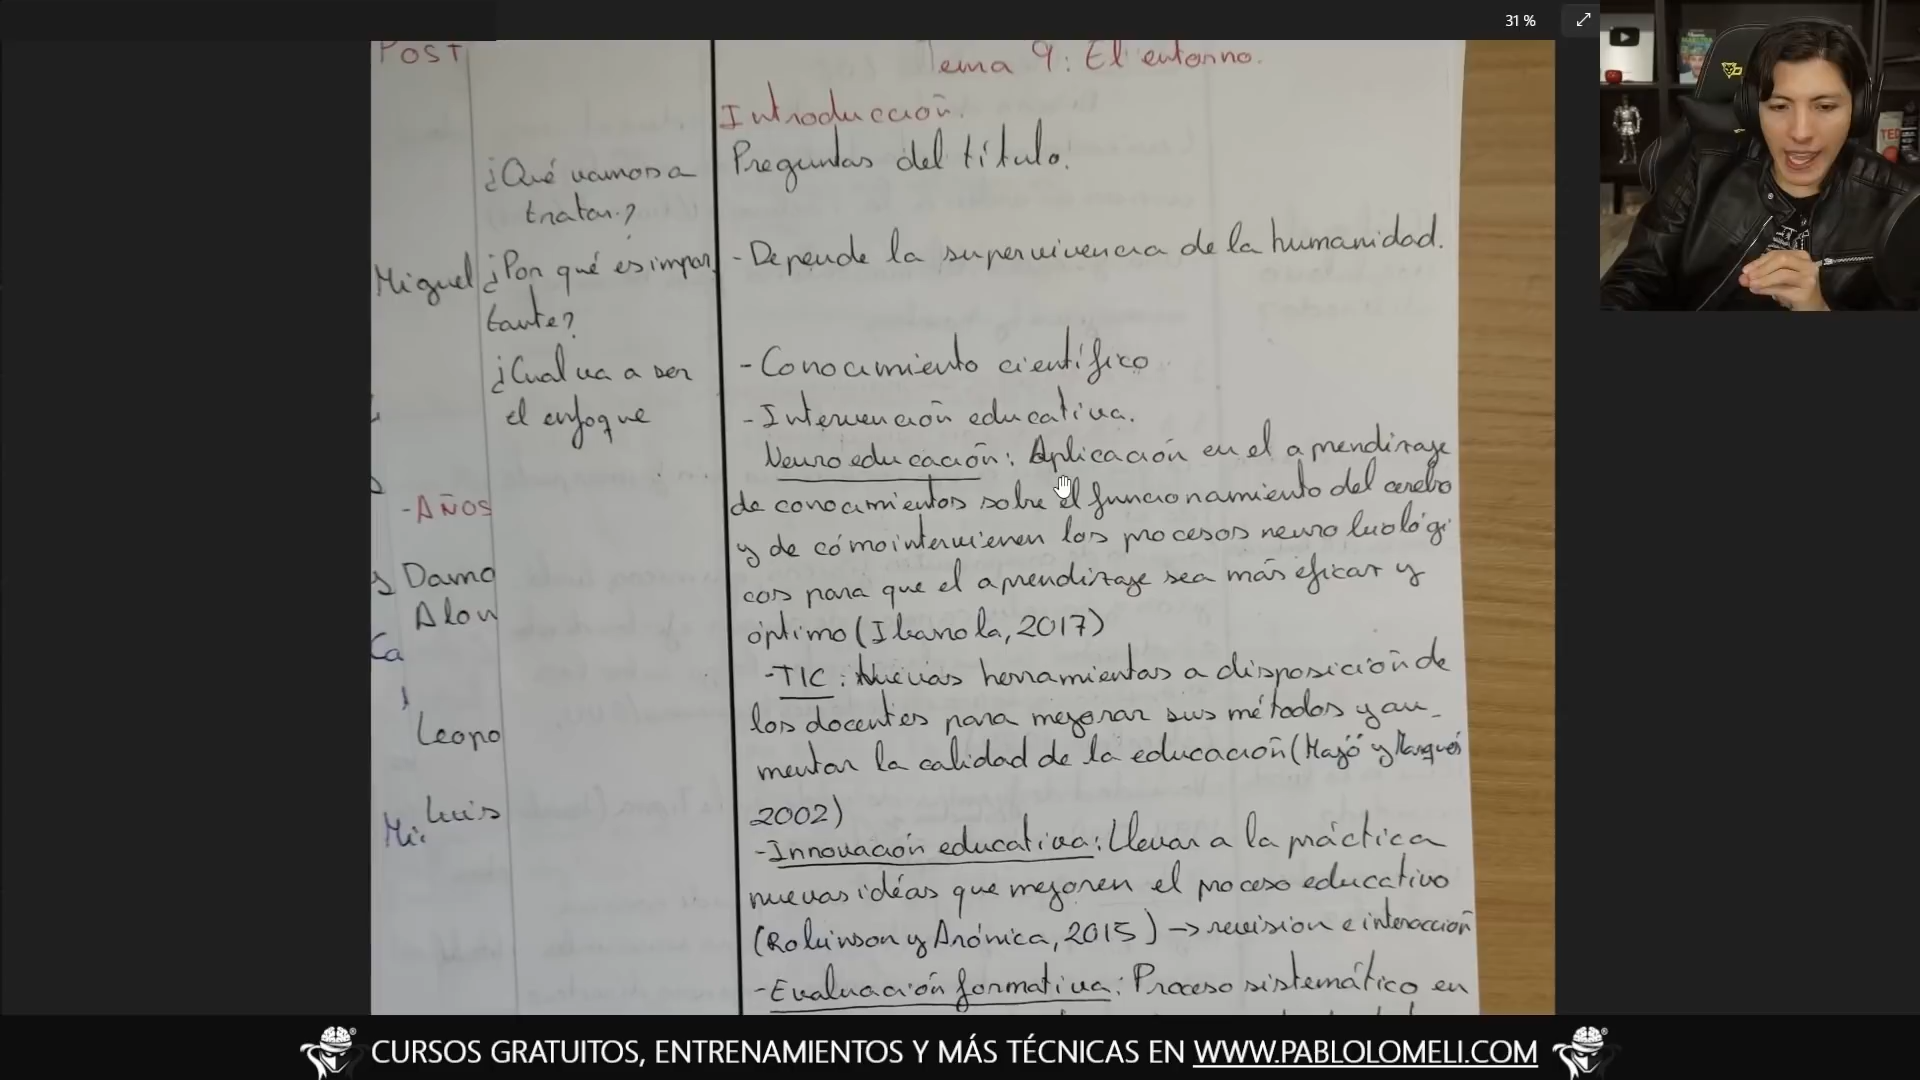 31 %
POST
Tema 9: El entorno.
Introducción.
¿Qué vamos a
tratar?
Preguntas del título.
Miguel
¿Por qué es impor
tante?
- Depende la supervivencia de la humanidad.
¿Cual va a ser
el enfoque
- Conocimiento científico
- Intervención educativa.
Neuroeducación: Aplicación en el aprendizaje
de conocimientos sobre el funcionamiento del cerebro
y de cómo intervienen los procesos neurobiológi
cos para que el aprendizaje sea más eficaz y
óptimo (Ibarrola, 2017)
- TIC: Nuevas herramientas a disposición de
los docentes para mejorar sus métodos y au-
mentar la calidad de la educación (Majó y Marqués
2002)
- Innovación educativa: Llevar a la práctica
nuevas idéas que mejoren el proceso educativo
(Robinson y Arónica, 2015) → revisión e interacción
- Evaluación formativa: Proceso sistemático en
- AÑOS
Damo
Alon
Ca
Leopo
Luis
Mi
CURSOS GRATUITOS, ENTRENAMIENTOS Y MÁS TÉCNICAS EN WWW.PABLOLOMELI.COM